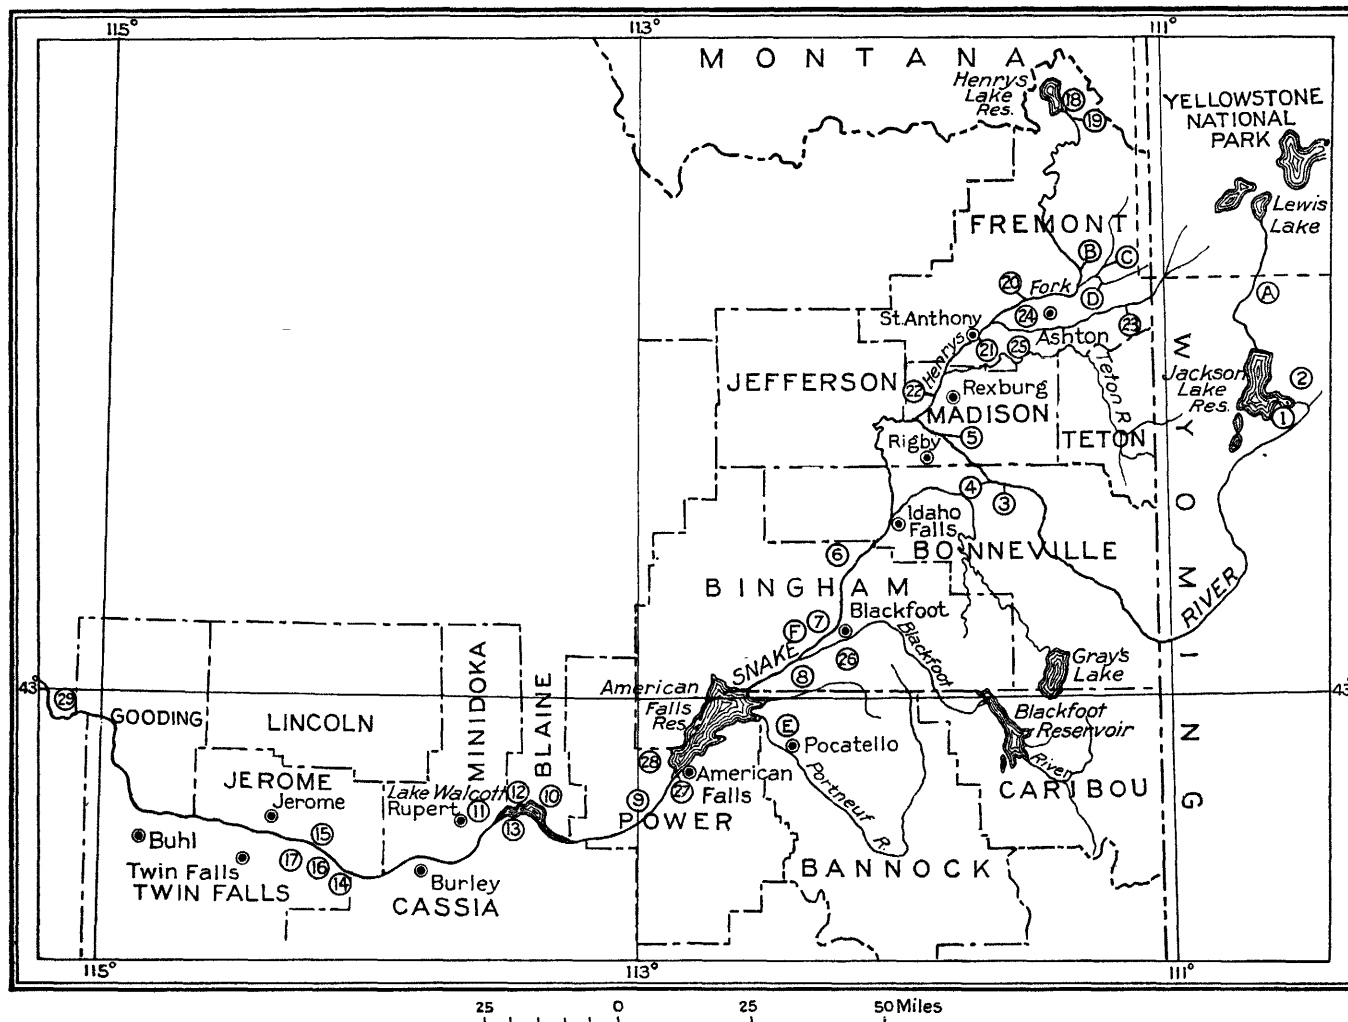 115°
113°
111°
MONTANA
Henrys
Lake
Res.
18
19
YELLOWSTONE
NATIONAL
PARK
Lewis
Lake
FREMONT
B
C
20
Fork
D
A
St. Anthony
24
Ashton
23
21
25
Henrys
Teton R.
JEFFERSON
22
Rexburg
MADISON
Jackson
Lake
Res.
2
1
Rigby
5
TETON
WYOMING
4
3
Idaho
Falls
BONNEVILLE
6
BINGHAM
RIVER
F
7
Blackfoot
Blackfoot
26
SNAKE
8
Gray's
Lake
43°
29
GOODING
LINCOLN
MINIDOKA
BLAINE
American
Falls
Res.
E
Pocatello
Blackfoot
Reservoir
River
43
JEROME
Jerome
Lake Walcott
Rupert
11
12
10
13
28
American
Falls
27
9
POWER
Portneuf R.
CARIBOU
Buhl
15
Twin Falls
17
16
14
TWIN FALLS
Burley
CASSIA
BANNOCK
115°
113°
111°
25 0 25 50 Miles